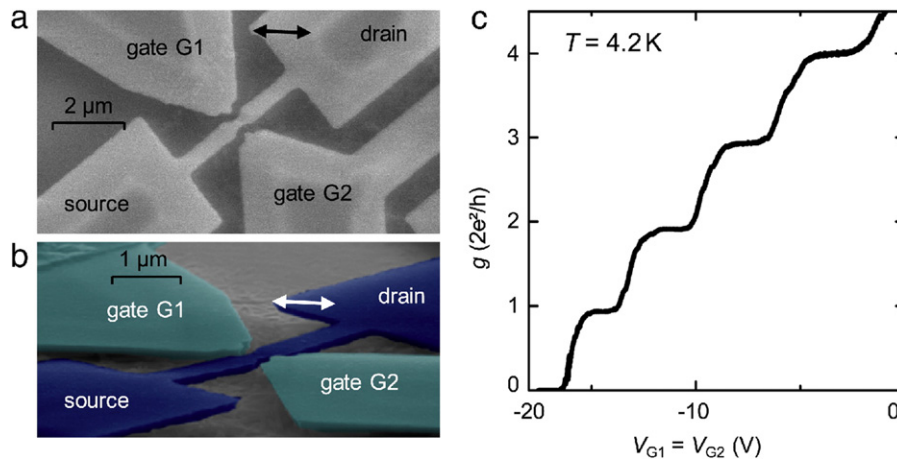 a
gate G1
drain
2 µm
source
gate G2
b
1 µm
gate G1
drain
source
gate G2
c
T = 4.2 K
g (2e²/h)
4
3
2
1
0
-20
-10
0
V_G1 = V_G2 (V)